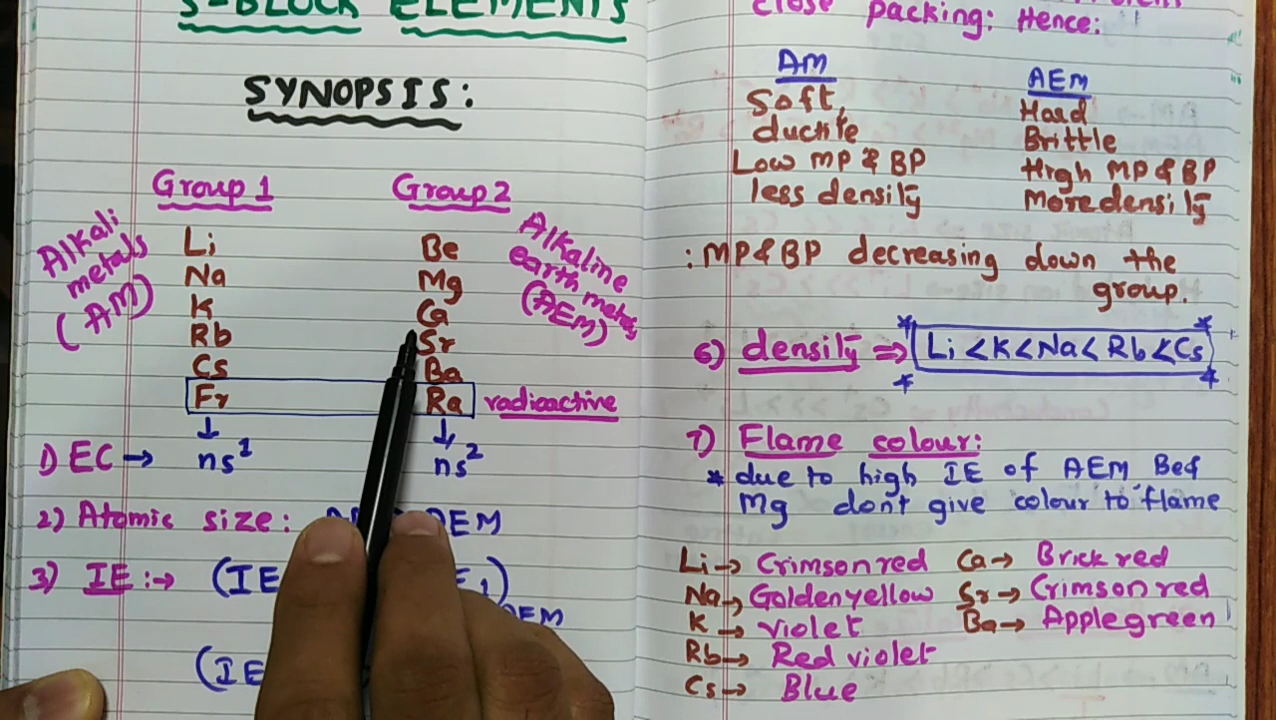 S-BLOCK ELEMENTS
SYNOPSIS:
Group 1 Group 2
Alkali metals (AM)
Alkaline earth metals (AEM)
Li Be
Na Mg
K Ca
Rb Sr
Cs Ba
Fr Ra radioactive
↓ ↓
1) EC → ns¹ ns²
2) Atomic size: AEM
3) IE :→ (IE
AEM
(IE
close packing: Hence:
AM AEM
Soft, Hard
ductile Brittle
Low MP & BP High MP & BP
less density More density
: MP & BP decreasing down the
group.
6) density ⇒ Li < K < Na < Rb < Cs
7) Flame colour:
* due to high IE of AEM Be &
Mg don't give colour to flame
Li → Crimson red Ca → Brick red
Na → Golden yellow Sr → Crimson red
K → violet Ba → Apple green
Rb → Red violet
Cs → Blue